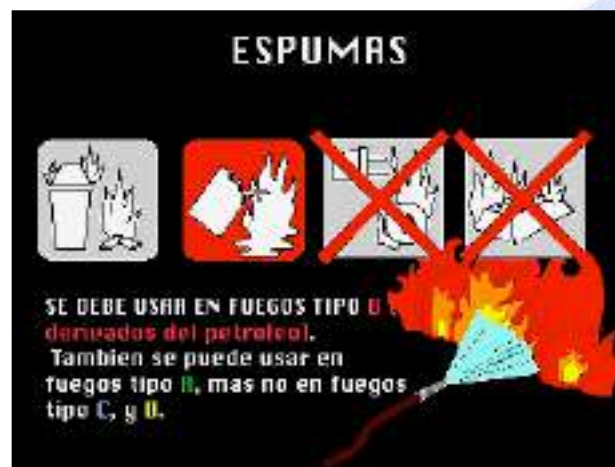 ESPUMAS
SE DEBE USAR EN FUEGOS TIPO B
derivados del petroleo).
Tambien se puede usar en
fuegos tipo A, mas no en fuegos
tipo C, y D.